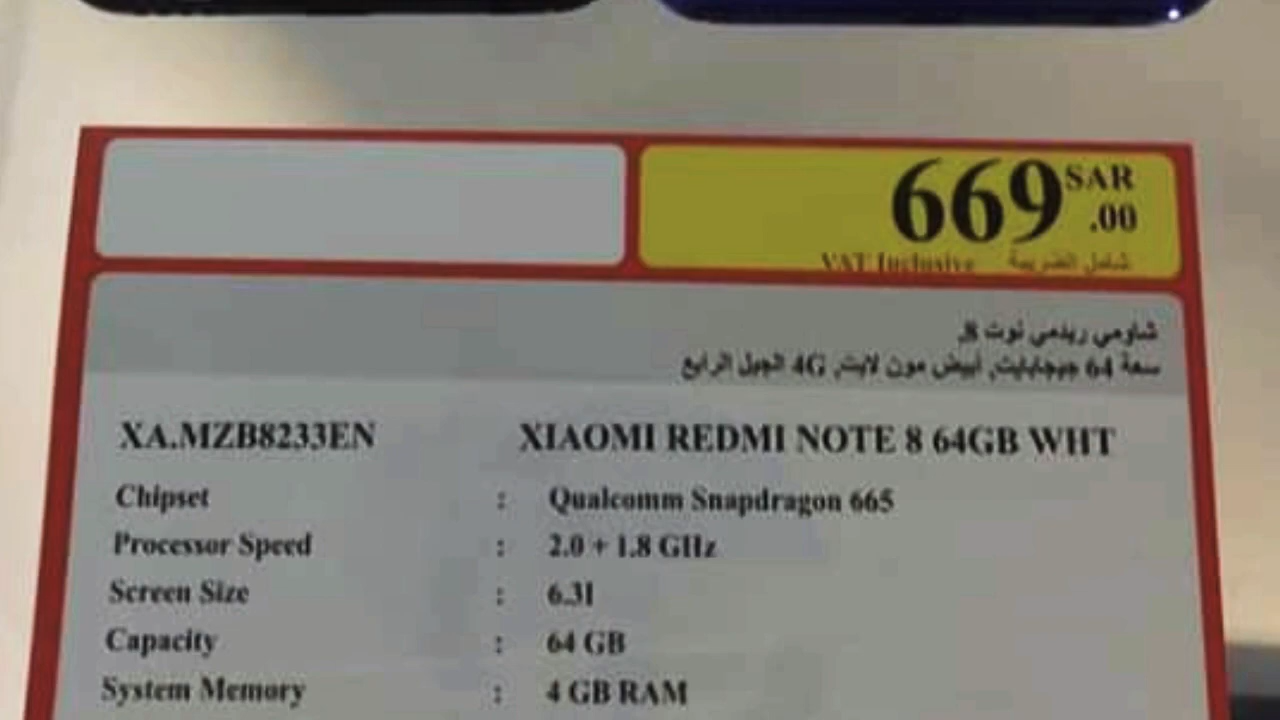 669 SAR .00
VAT Inclusive شامل الضريبة
شاومي ريدمي نوت 8,
سعة 64 جيجابايت, أبيض مون لايت, 4G الجيل الرابع
XA.MZB8233EN XIAOMI REDMI NOTE 8 64GB WHT
Chipset : Qualcomm Snapdragon 665
Processor Speed : 2.0 + 1.8 GHz
Screen Size : 6.3I
Capacity : 64 GB
System Memory : 4 GB RAM